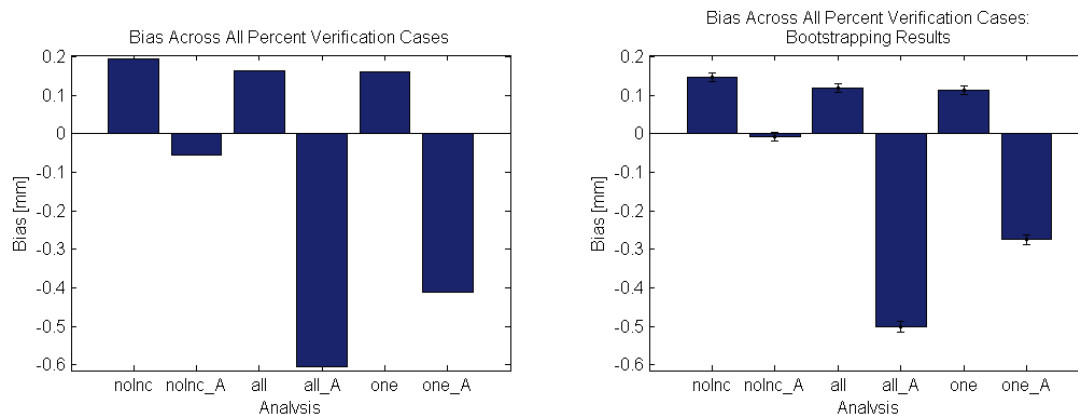 Bias Across All Percent Verification Cases
0.2
0.1
0
-0.1
-0.2
-0.3
-0.4
-0.5
-0.6
Bias [mm]
noInc noInc_A all all_A one one_A
Analysis
Bias Across All Percent Verification Cases:
Bootstrapping Results
0.2
0.1
0
-0.1
-0.2
-0.3
-0.4
-0.5
-0.6
Bias [mm]
noInc noInc_A all all_A one one_A
Analysis